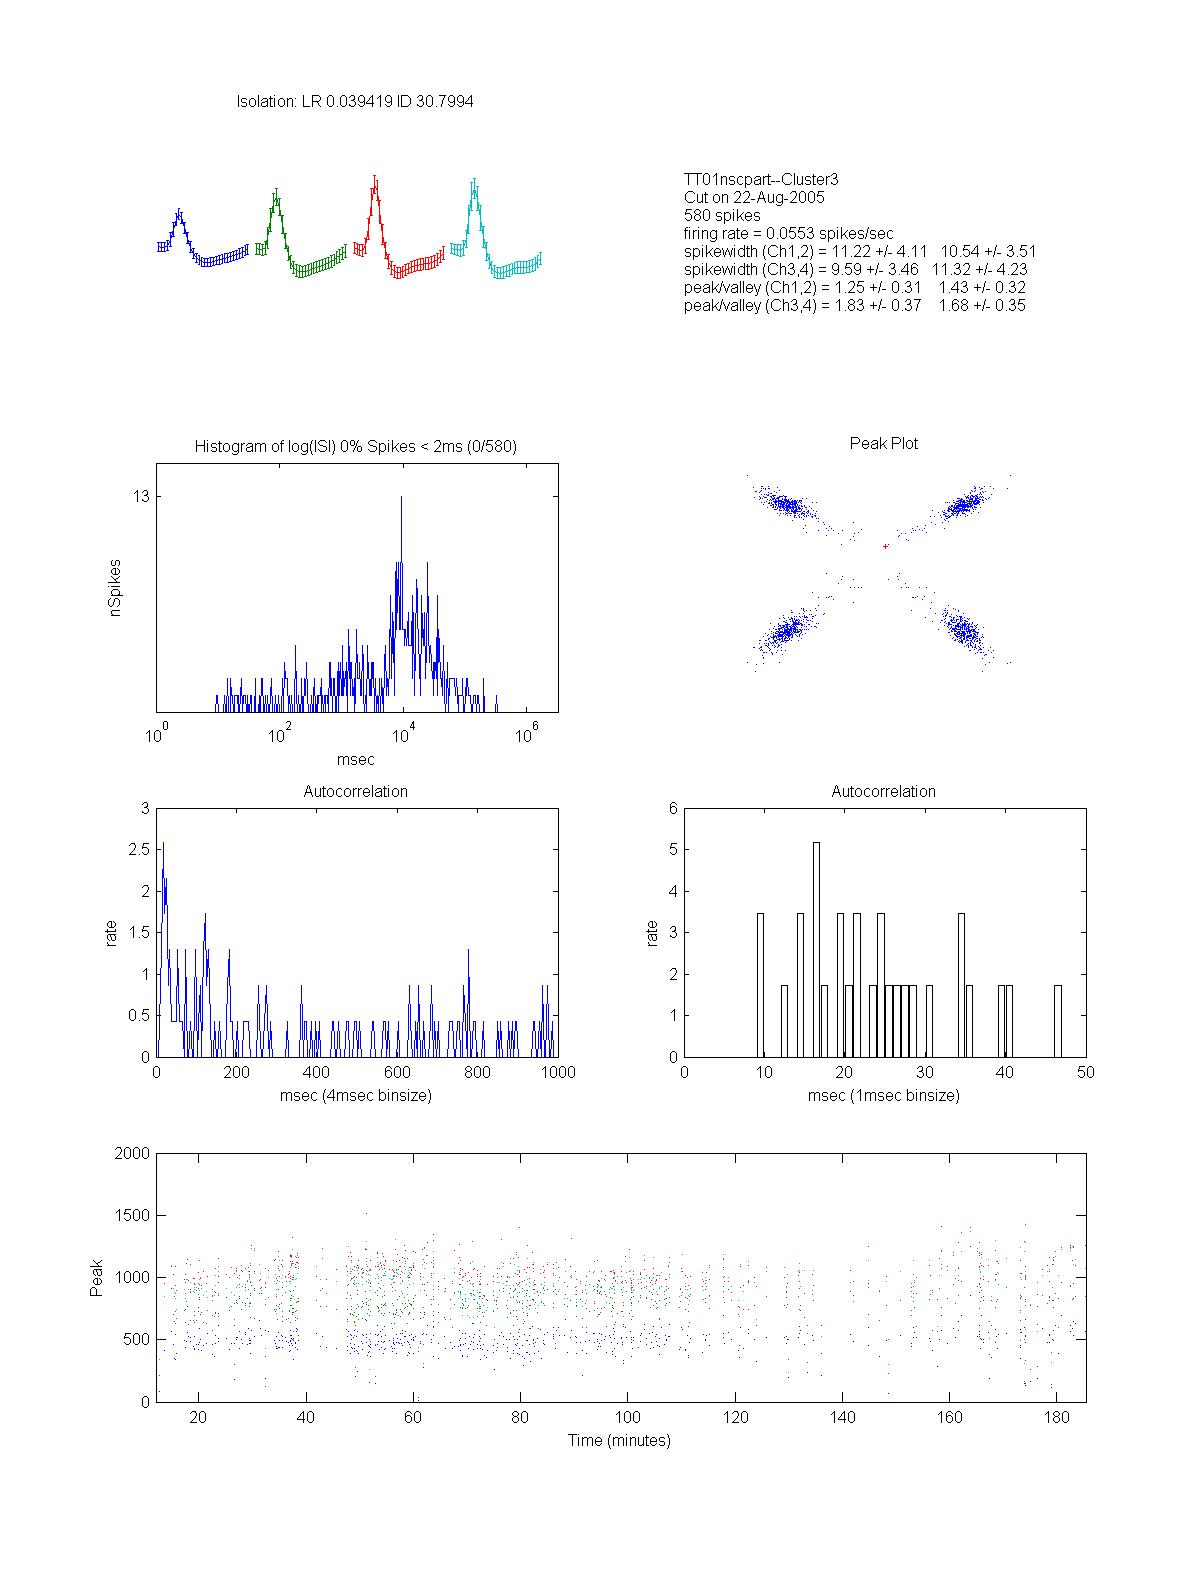 Isolation: LR 0.039419 ID 30.7994
TT01nscpart--Cluster3
Cut on 22-Aug-2005
580 spikes
firing rate = 0.0553 spikes/sec
spikewidth (Ch1,2) = 11.22 +/- 4.11 10.54 +/- 3.51
spikewidth (Ch3,4) = 9.59 +/- 3.46 11.32 +/- 4.23
peak/valley (Ch1,2) = 1.25 +/- 0.31 1.43 +/- 0.32
peak/valley (Ch3,4) = 1.83 +/- 0.37 1.68 +/- 0.35
Histogram of log(ISI) 0% Spikes < 2ms (0/580)
13
nSpikes
10^0 10^2 10^4 10^6
msec
Peak Plot
Autocorrelation
3
2.5
2
1.5
1
0.5
0
rate
0 200 400 600 800 1000
msec (4msec binsize)
Autocorrelation
6
5
4
3
2
1
0
rate
0 10 20 30 40 50
msec (1msec binsize)
2000
1500
1000
500
0
Peak
20 40 60 80 100 120 140 160 180
Time (minutes)